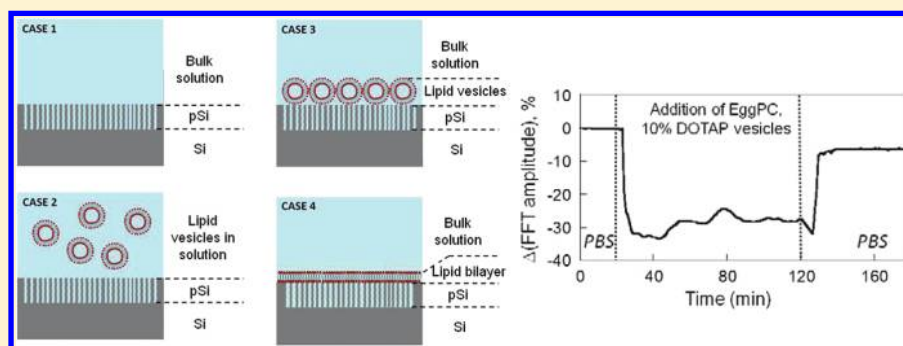 CASE 1
Bulk
solution
pSi
Si
CASE 2
Lipid
vesicles in
solution
pSi
Si
CASE 3
Bulk
solution
Lipid vesicles
pSi
Si
CASE 4
Bulk
solution
Lipid bilayer
pSi
Si
Δ(FFT amplitude), %
10
0
-10
-20
-30
-40
Addition of EggPC,
10% DOTAP vesicles
PBS
PBS
0 40 80 120 160
Time (min)